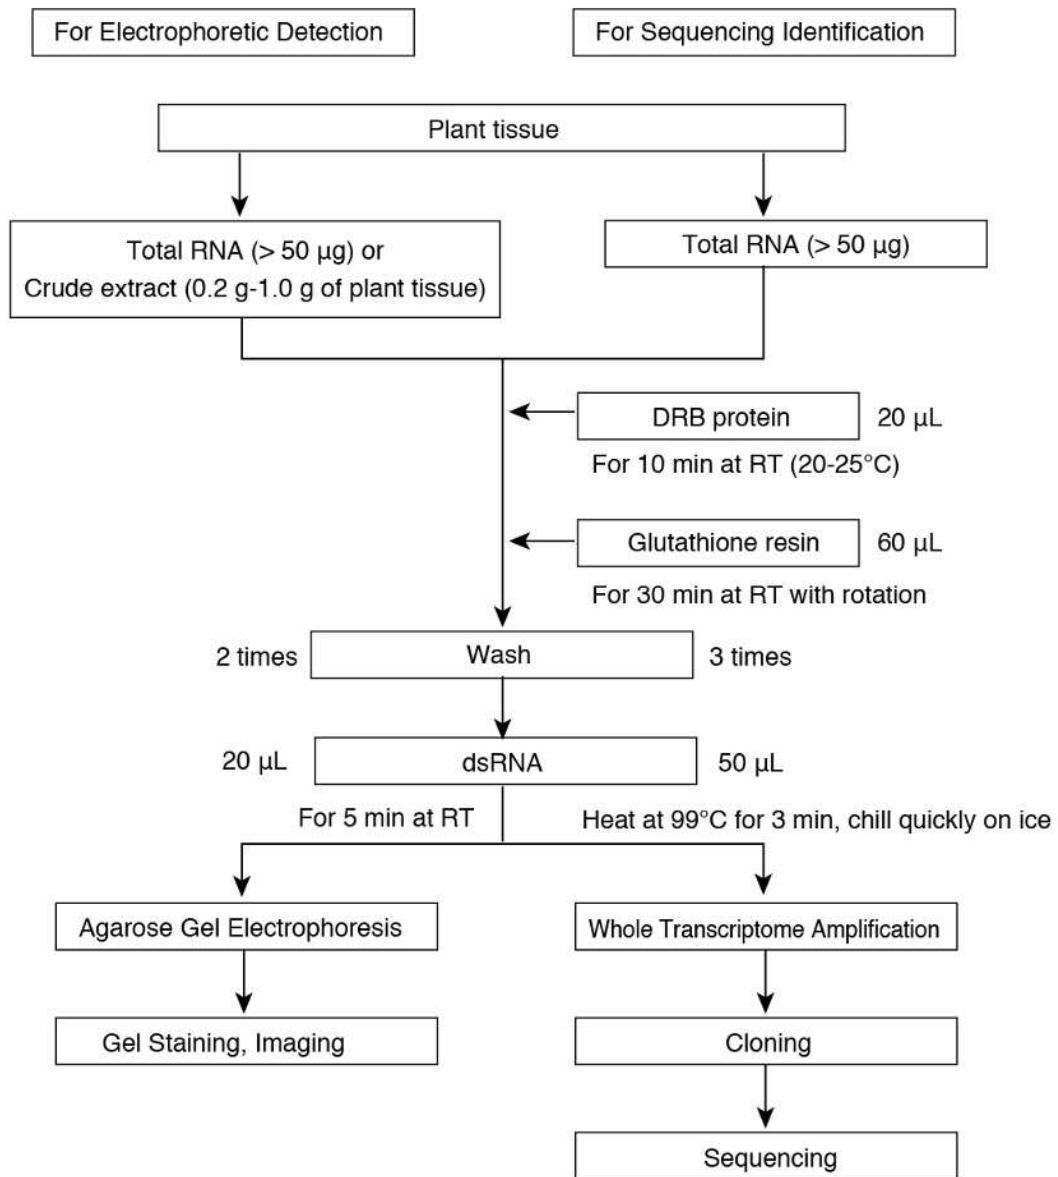 For Electrophoretic Detection
For Sequencing Identification
Plant tissue
Total RNA (> 50 µg) or
Crude extract (0.2 g-1.0 g of plant tissue)
Total RNA (> 50 µg)
DRB protein
20 µL
For 10 min at RT (20-25°C)
Glutathione resin
60 µL
For 30 min at RT with rotation
2 times
Wash
3 times
20 µL
dsRNA
50 µL
For 5 min at RT
Heat at 99°C for 3 min, chill quickly on ice
Agarose Gel Electrophoresis
Whole Transcriptome Amplification
Gel Staining, Imaging
Cloning
Sequencing